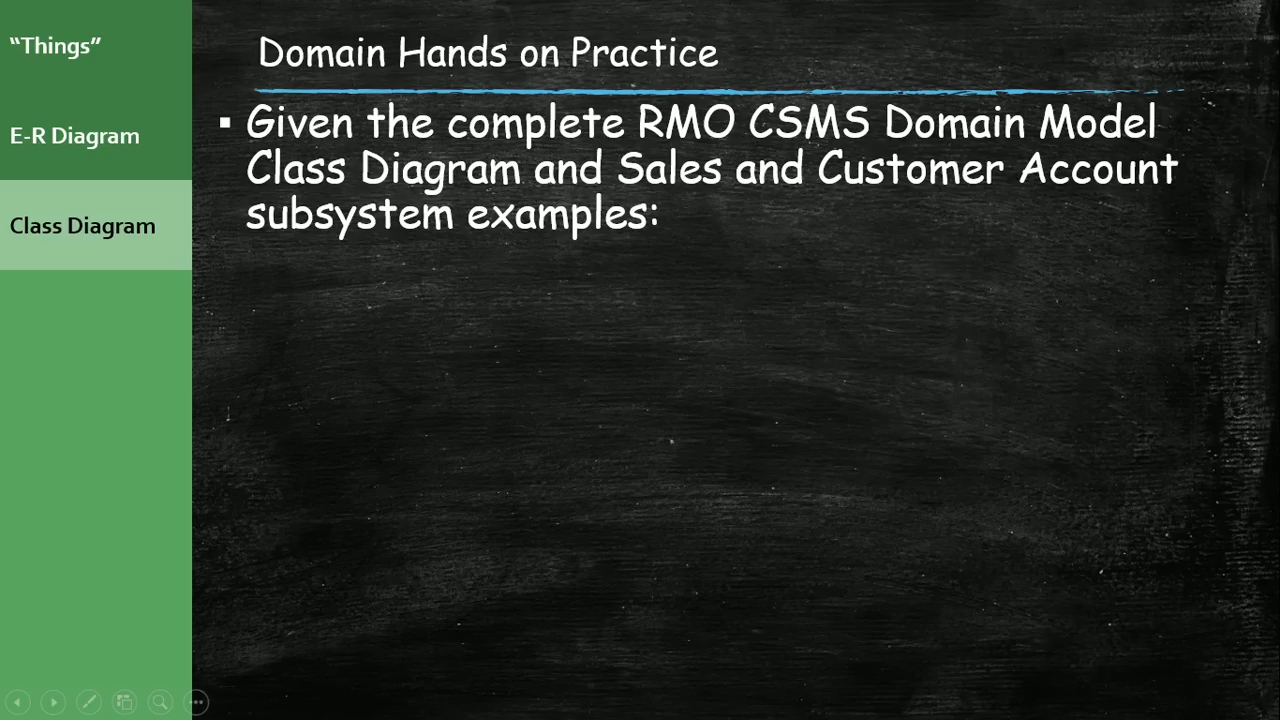 “Things”
E-R Diagram
Class Diagram
Domain Hands on Practice
▪ Given the complete RMO CSMS Domain Model
Class Diagram and Sales and Customer Account
subsystem examples: